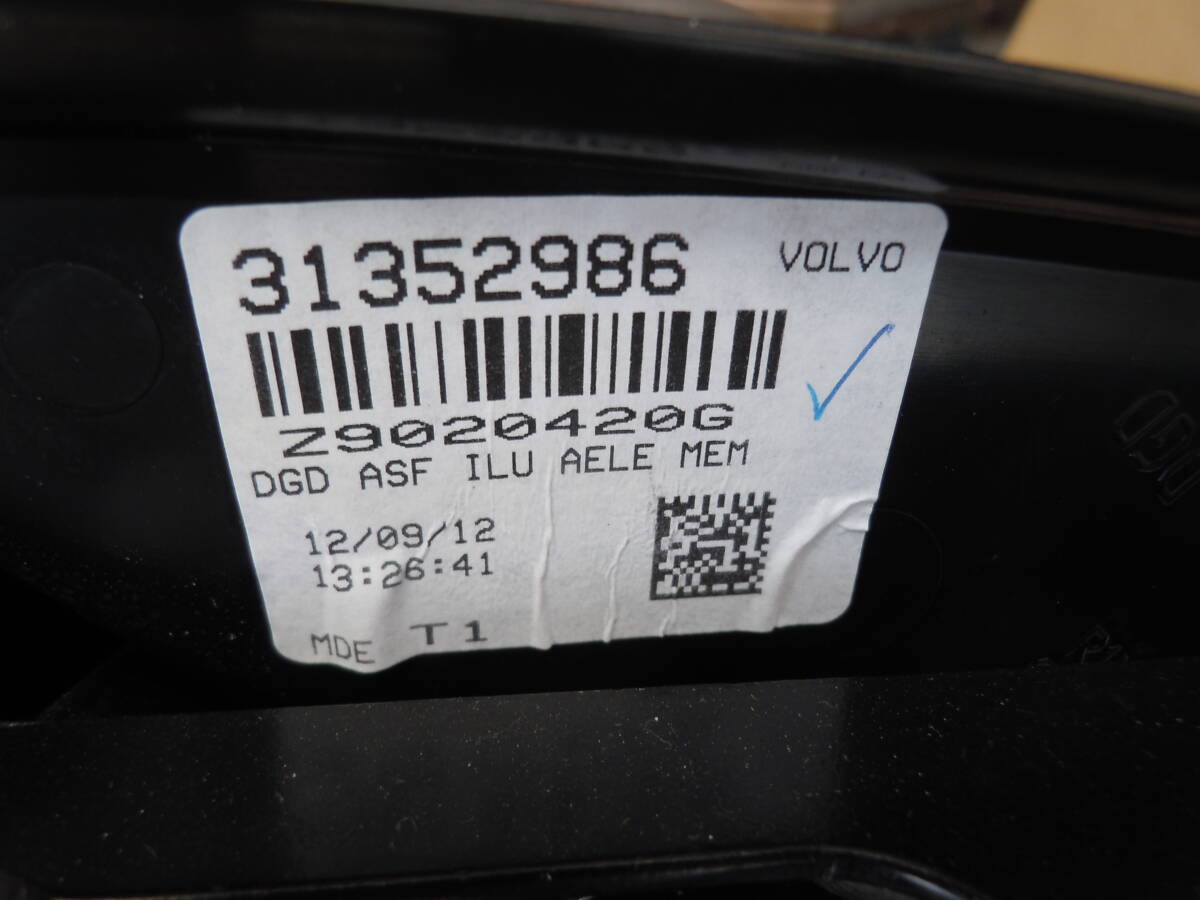 31352986 VOLVO
Z9020420G
DGD ASF ILU AELE MEM
12/09/12
13:26:41
MDE T1